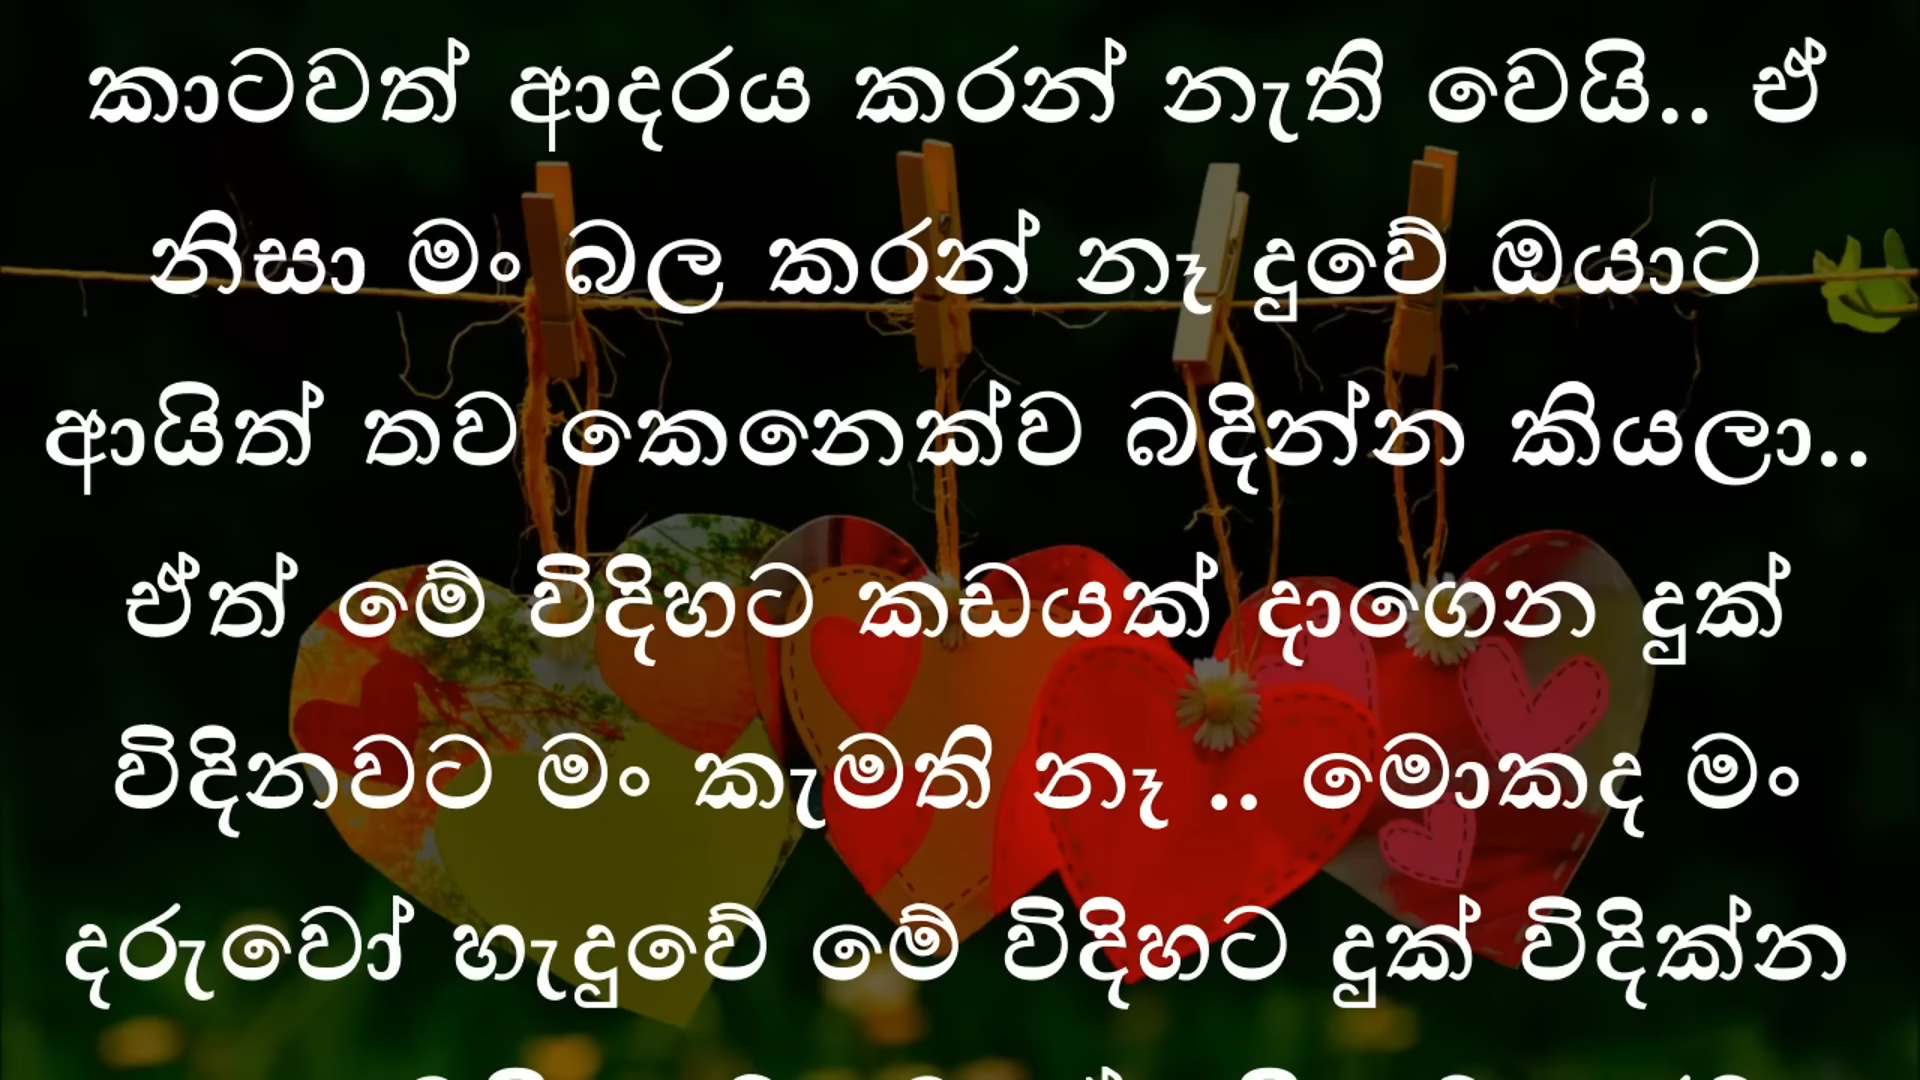 කාටවත් ආදරය කරන් නැති වෙයි.. ඒ
නිසා මං බල කරන් නෑ දුවේ ඔයාට
ආයිත් තව කෙනෙක්ව බදින්න කියලා..
ඒත් මේ විදිහට කඩයක් දාගෙන දුක්
විදිනවට මං කැමති නෑ .. මොකද මං
දරුවෝ හැදුවේ මේ විදිහට දුක් විදික්න